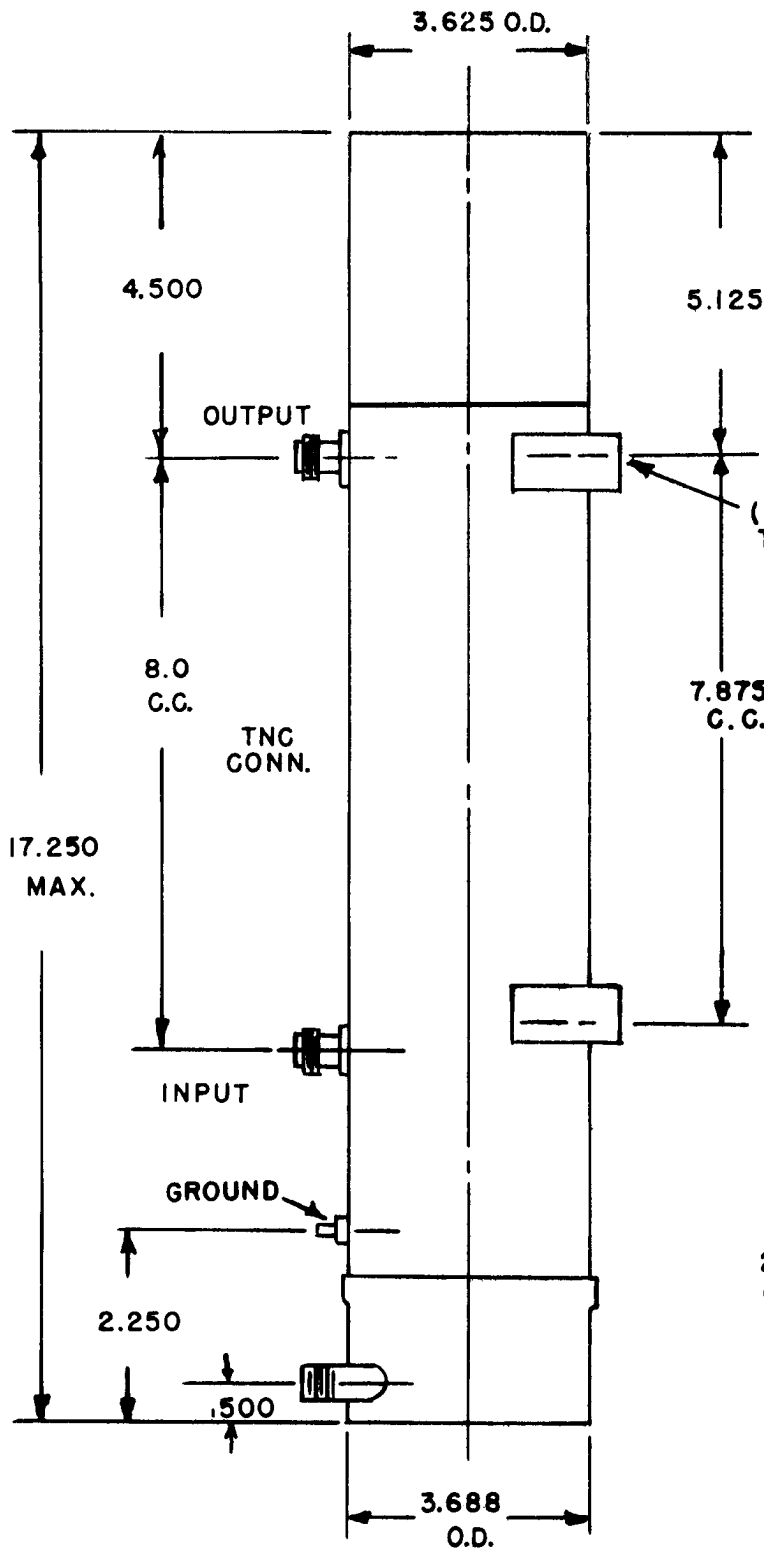 3.625 O.D.
4.500
5.125
OUTPUT
(
8.0
C.C.
7.875
C.C.
TNC
CONN.
17.250
MAX.
INPUT
GROUND
2.250
.500
3.688
O.D.